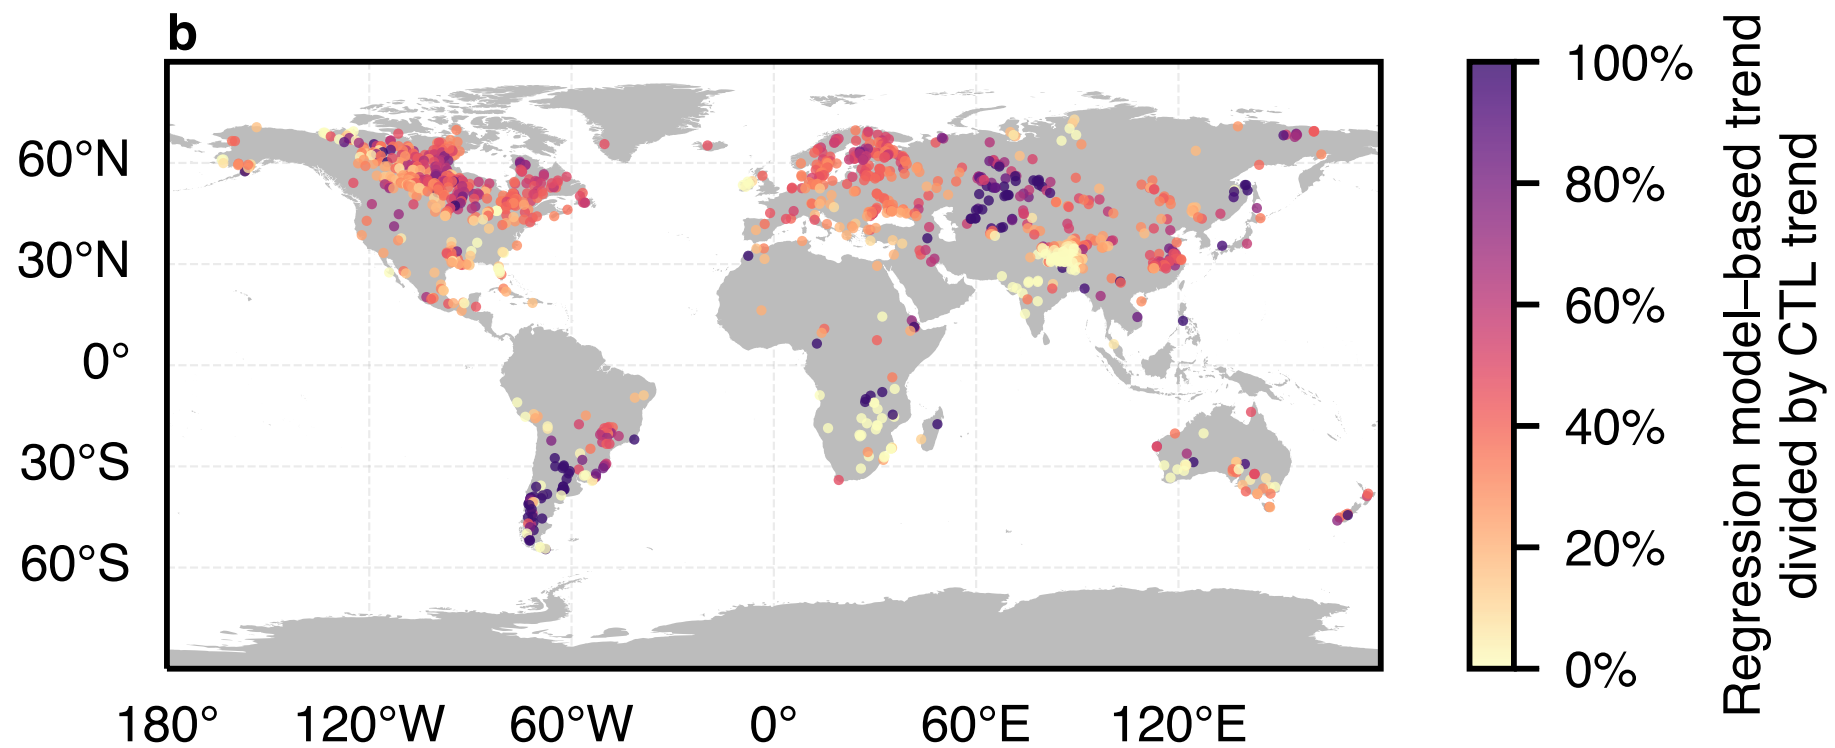 b
60°N
30°N
0°
30°S
60°S
180°
120°W
60°W
0°
60°E
120°E
100%
80%
60%
40%
20%
0%
Regression model–based trend
divided by CTL trend